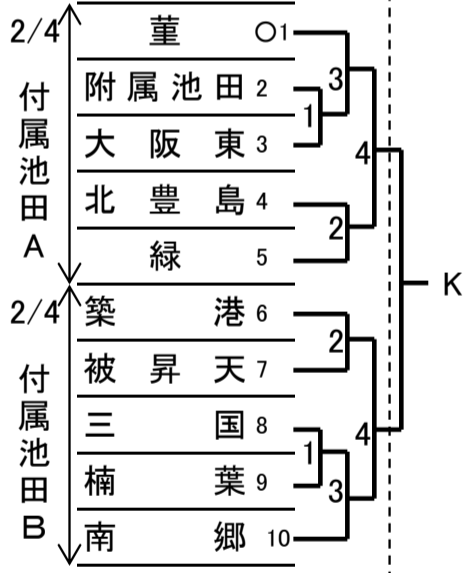 2/4
付属池田A
菫 ○1
附属池田 2
大阪東 3
北豊島 4
緑 5
2/4
付属池田B
築港 6
被昇天 7
三国 8
楠葉 9
南郷 10
1
3
2
4
2
1
3
4
K